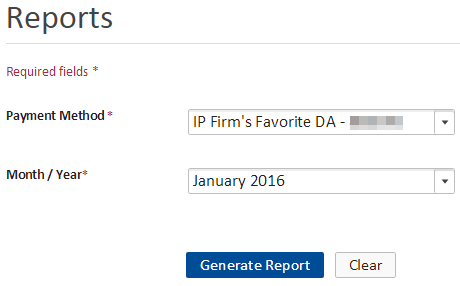 Reports
Required fields *
Payment Method *
IP Firm's Favorite DA -
Month / Year*
January 2016
Generate Report
Clear